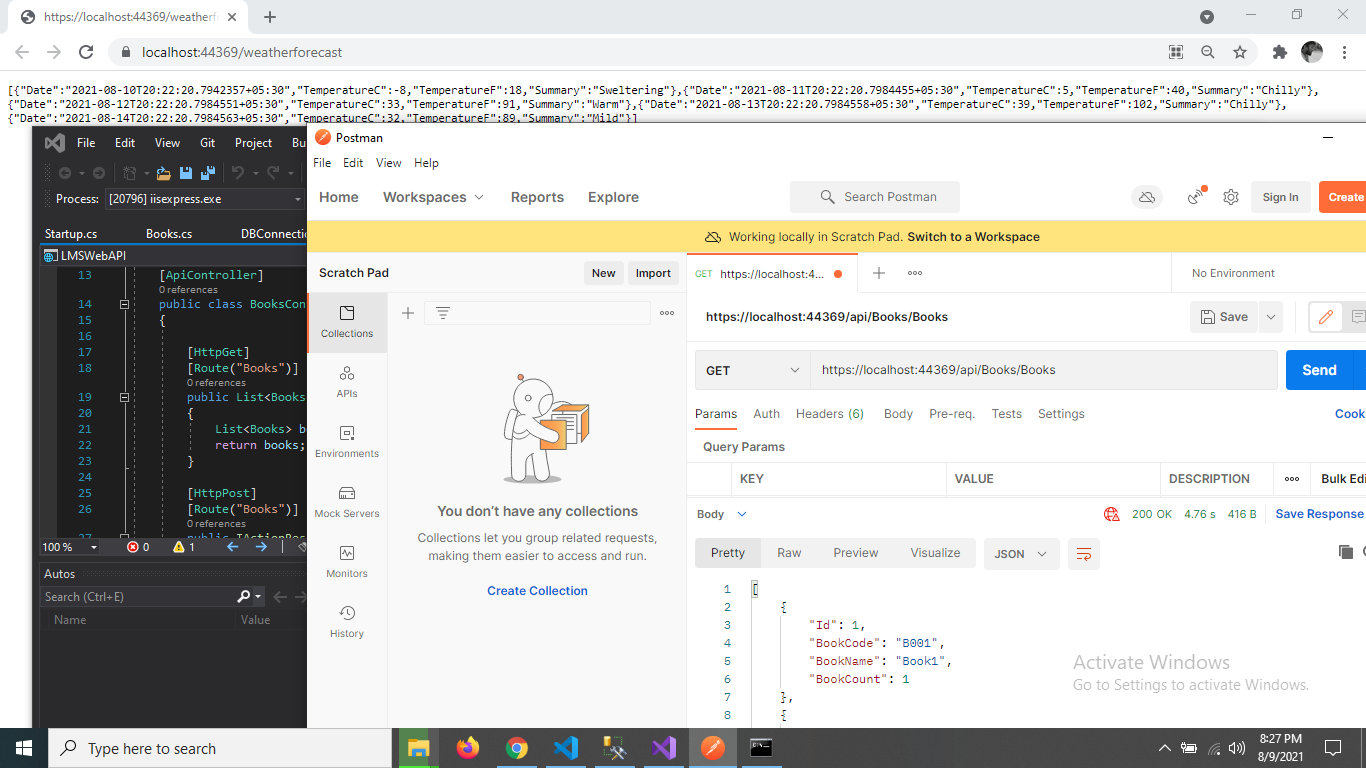 https://localhost:44369/weatherf
localhost:44369/weatherforecast
[{"Date":"2021-08-10T20:22:20.7942357+05:30","TemperatureC":-8,"TemperatureF":18,"Summary":"Sweltering"},{"Date":"2021-08-11T20:22:20.7984455+05:30","TemperatureC":5,"TemperatureF":40,"Summary":"Chilly"},
{"Date":"2021-08-12T20:22:20.7984551+05:30","TemperatureC":33,"TemperatureF":91,"Summary":"Warm"},{"Date":"2021-08-13T20:22:20.7984558+05:30","TemperatureC":39,"TemperatureF":102,"Summary":"Chilly"},
{"Date":"2021-08-14T20:22:20.7984563+05:30","TemperatureC":32,"TemperatureF":89,"Summary":"Mild"}]
File Edit View Git Project Bu
Process: [20796] iisexpress.exe
Startup.cs Books.cs DBConnectio
LMSWebAPI
13 [ApiController]
0 references
14 public class BooksCon
15 {
16
17 [HttpGet]
18 [Route("Books")]
0 references
19 public List<Books
20 {
21 List<Books> b
22 return books;
23 }
24
25 [HttpPost]
26 [Route("Books")]
0 references
27 public IActionRes
100 % 0 1
Autos
Search (Ctrl+E)
Name Value
Postman
File Edit View Help
Home Workspaces Reports Explore Search Postman Sign In Create
Working locally in Scratch Pad. Switch to a Workspace
Scratch Pad New Import
GET https://localhost:4... No Environment
Collections
APIs
Environments
Mock Servers
Monitors
History
You don't have any collections
Collections let you group related requests,
making them easier to access and run.
Create Collection
https://localhost:44369/api/Books/Books Save
GET https://localhost:44369/api/Books/Books Send
Params Auth Headers (6) Body Pre-req. Tests Settings Cook
Query Params
KEY VALUE DESCRIPTION Bulk Edi
Body 200 OK 4.76 s 416 B Save Response
Pretty Raw Preview Visualize JSON
1 [
2 {
3 "Id": 1,
4 "BookCode": "B001",
5 "BookName": "Book1",
6 "BookCount": 1
7 },
8 {
Activate Windows
Go to Settings to activate Windows.
Type here to search
8:27 PM
8/9/2021